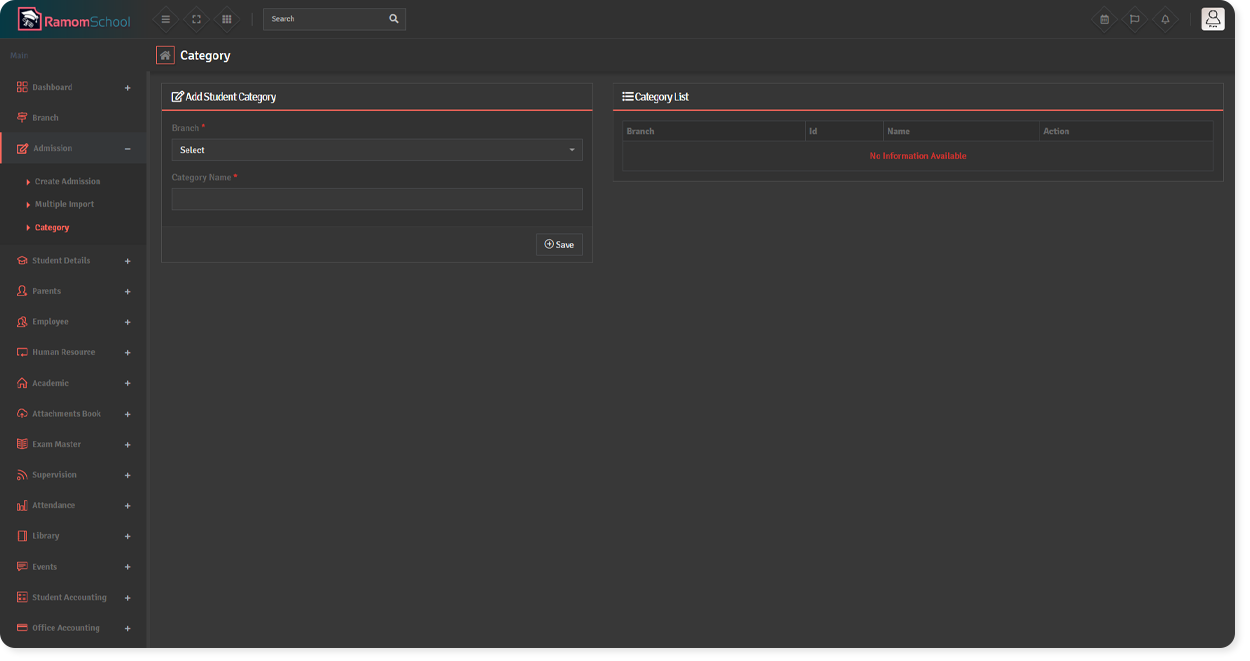 RamomSchool
Search
Main
Category
Dashboard
Branch
Admission
Create Admission
Multiple Import
Category
Student Details
Parents
Employee
Human Resource
Academic
Attachments Book
Exam Master
Supervision
Attendance
Library
Events
Student Accounting
Office Accounting
Add Student Category
Branch *
Select
Category Name *
Save
Category List
Branch Id Name Action
No Information Available